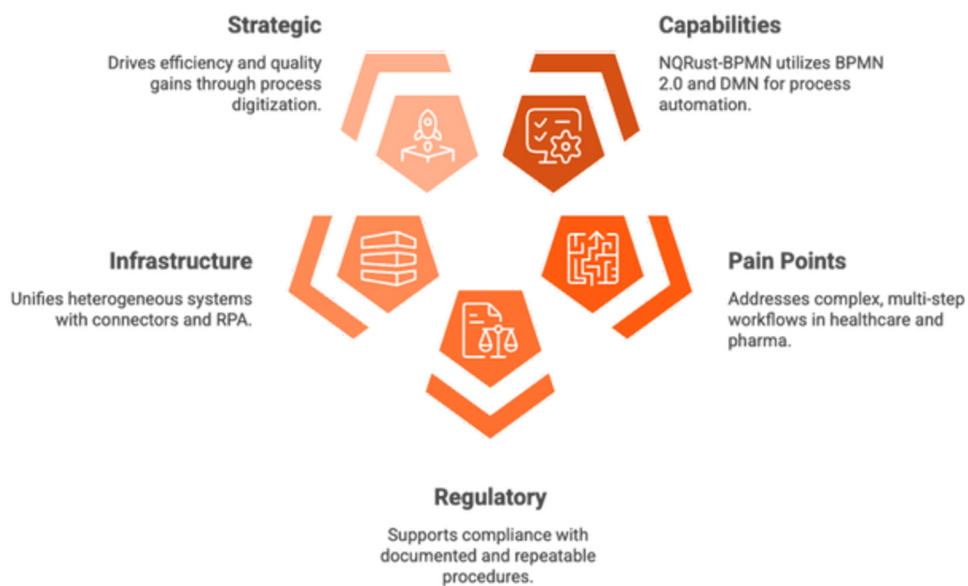 Strategic
Drives efficiency and quality
gains through process
digitization.
Capabilities
NQRust-BPMN utilizes BPMN
2.0 and DMN for process
automation.
Infrastructure
Unifies heterogeneous systems
with connectors and RPA.
Pain Points
Addresses complex, multi-step
workflows in healthcare and
pharma.
Regulatory
Supports compliance with
documented and repeatable
procedures.